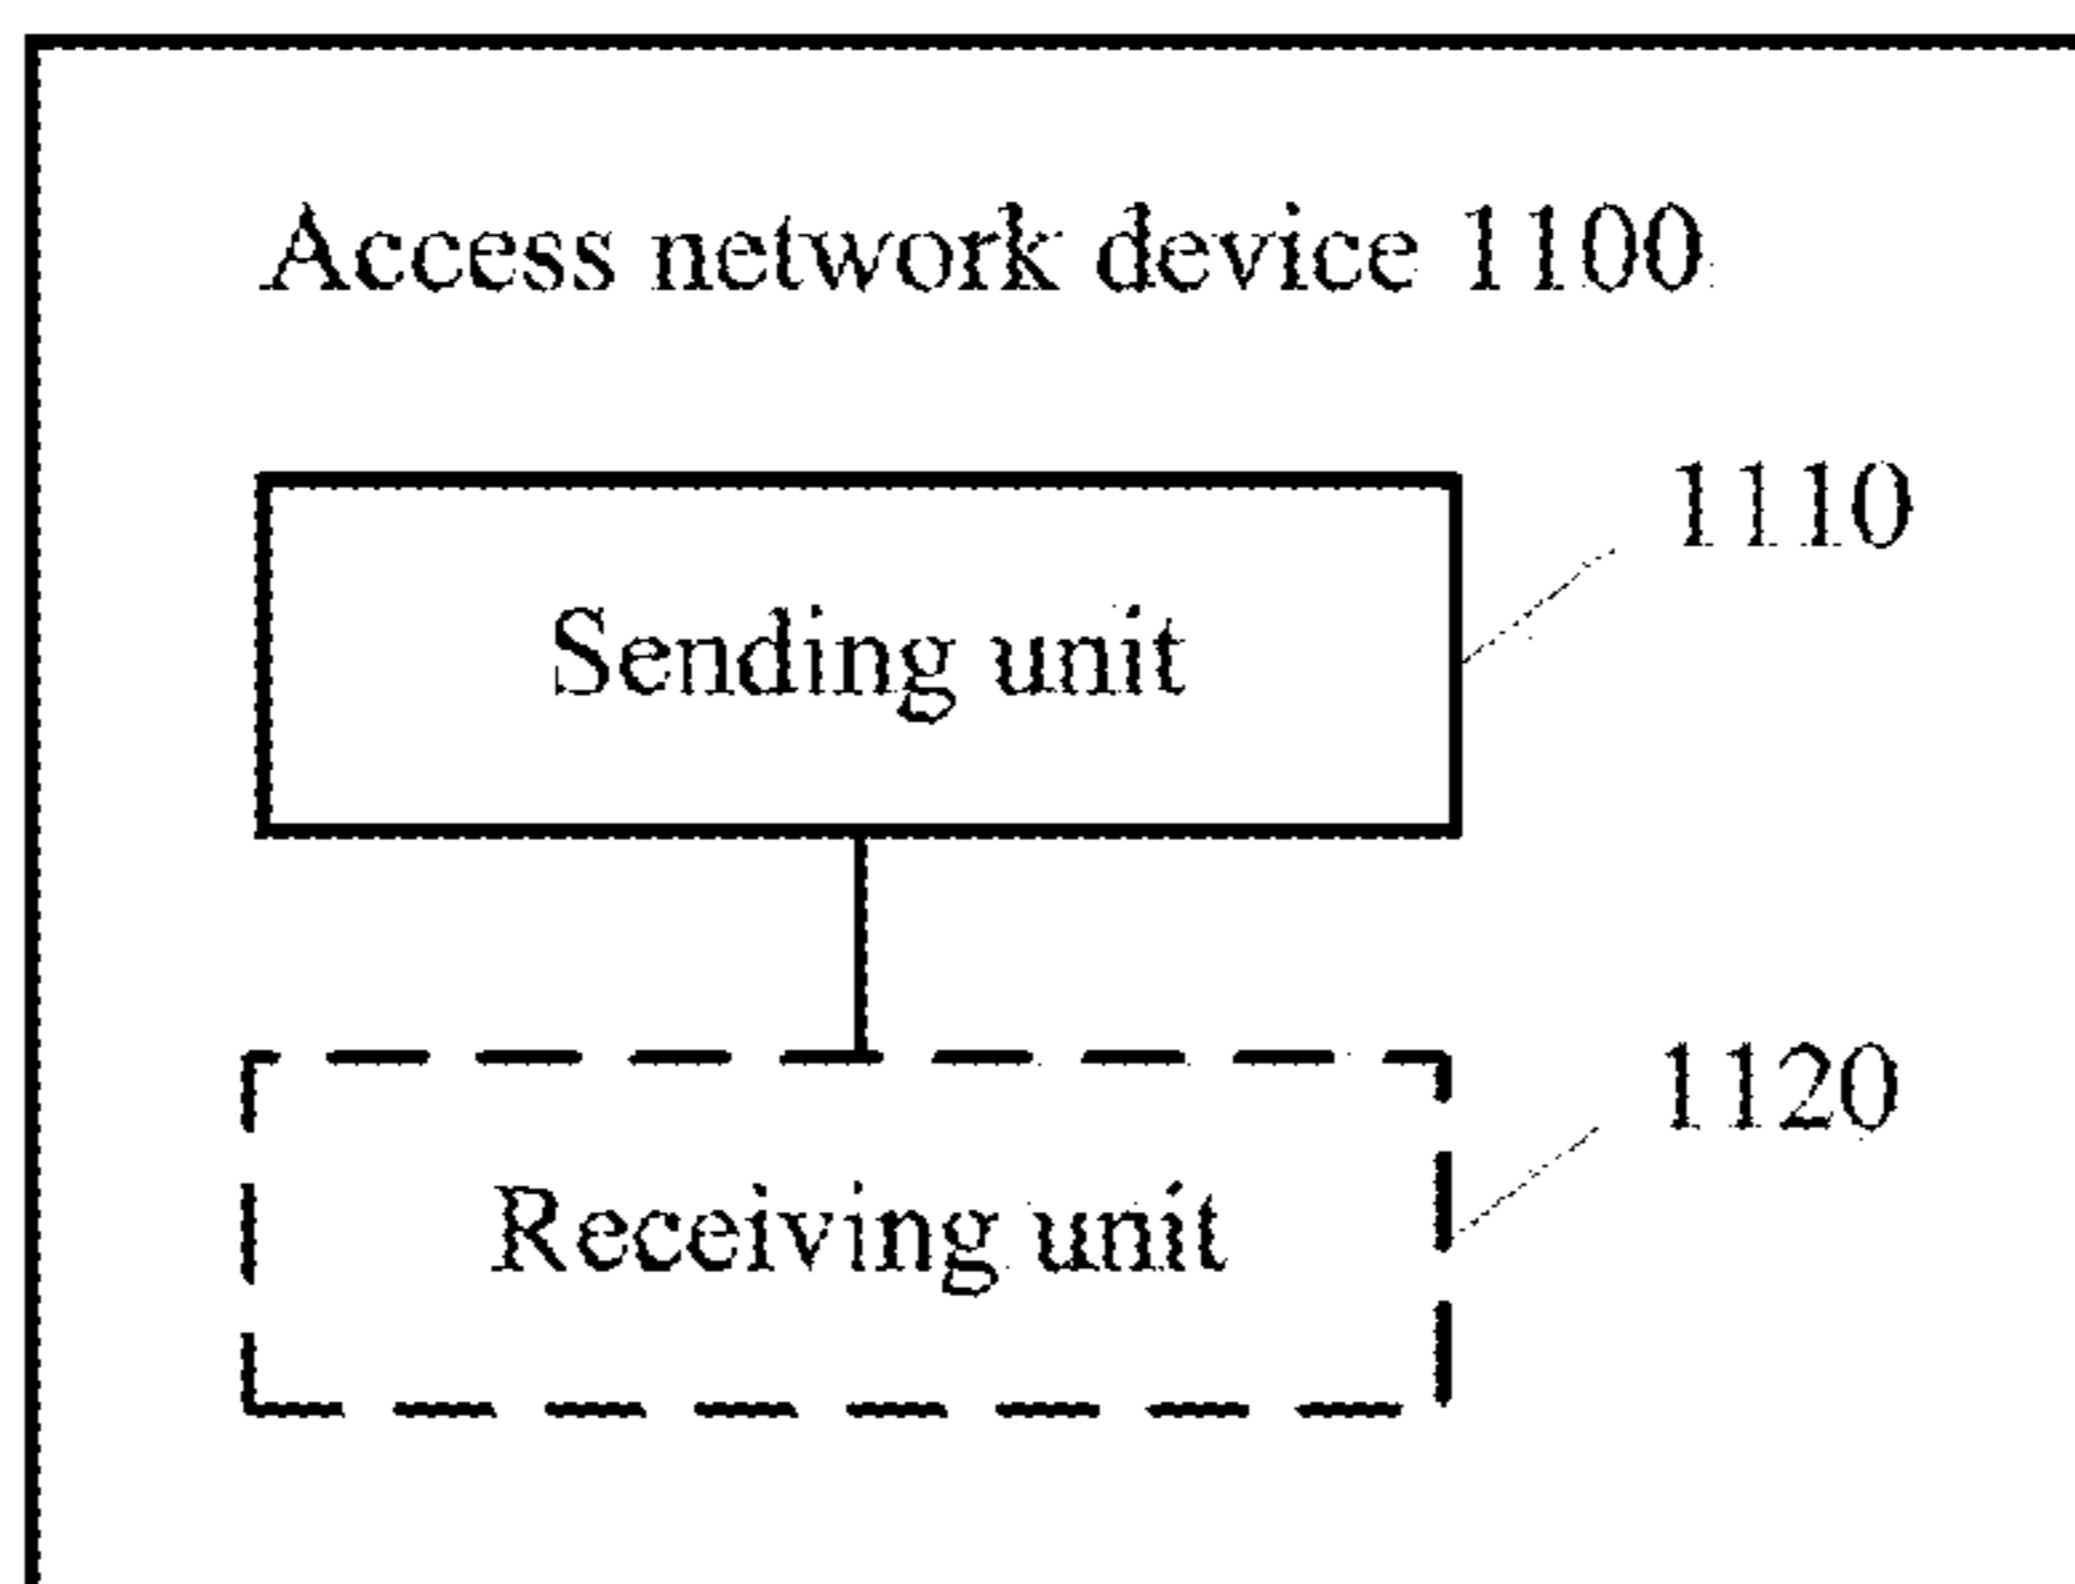 Access network device 1100
1110
Sending unit
1120
Receiving unit